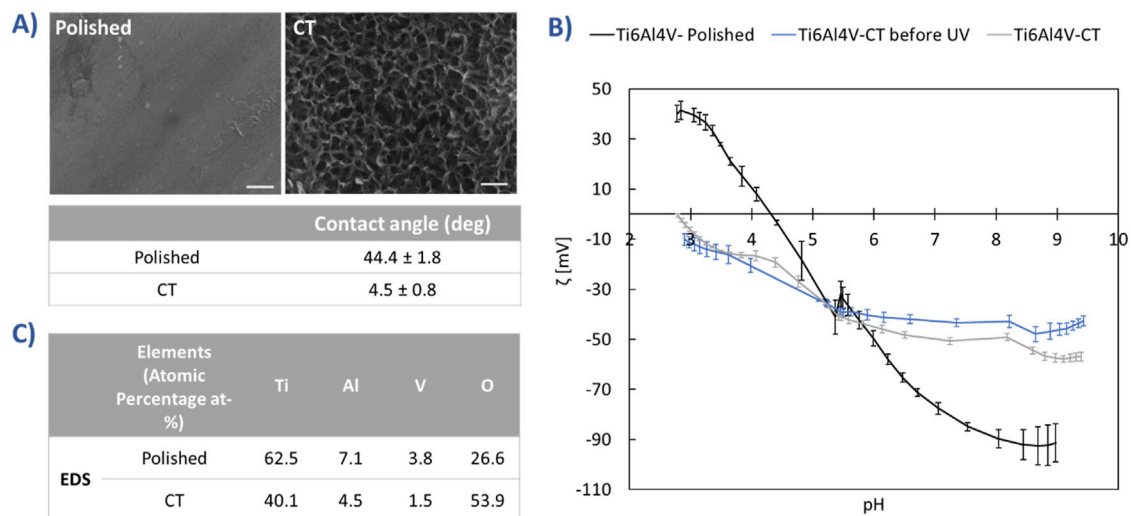 A)
Polished
CT
Contact angle (deg)
Polished
44.4 ± 1.8
CT
4.5 ± 0.8
C)
Elements
(Atomic
Percentage at-
%)
Ti
Al
V
O
EDS
Polished
62.5
7.1
3.8
26.6
CT
40.1
4.5
1.5
53.9
B)
Ti6Al4V- Polished
Ti6Al4V-CT before UV
Ti6Al4V-CT
50
30
10
-10
-30
-50
-70
-90
-110
2
3
4
5
6
7
8
9
10
ζ [mV]
pH